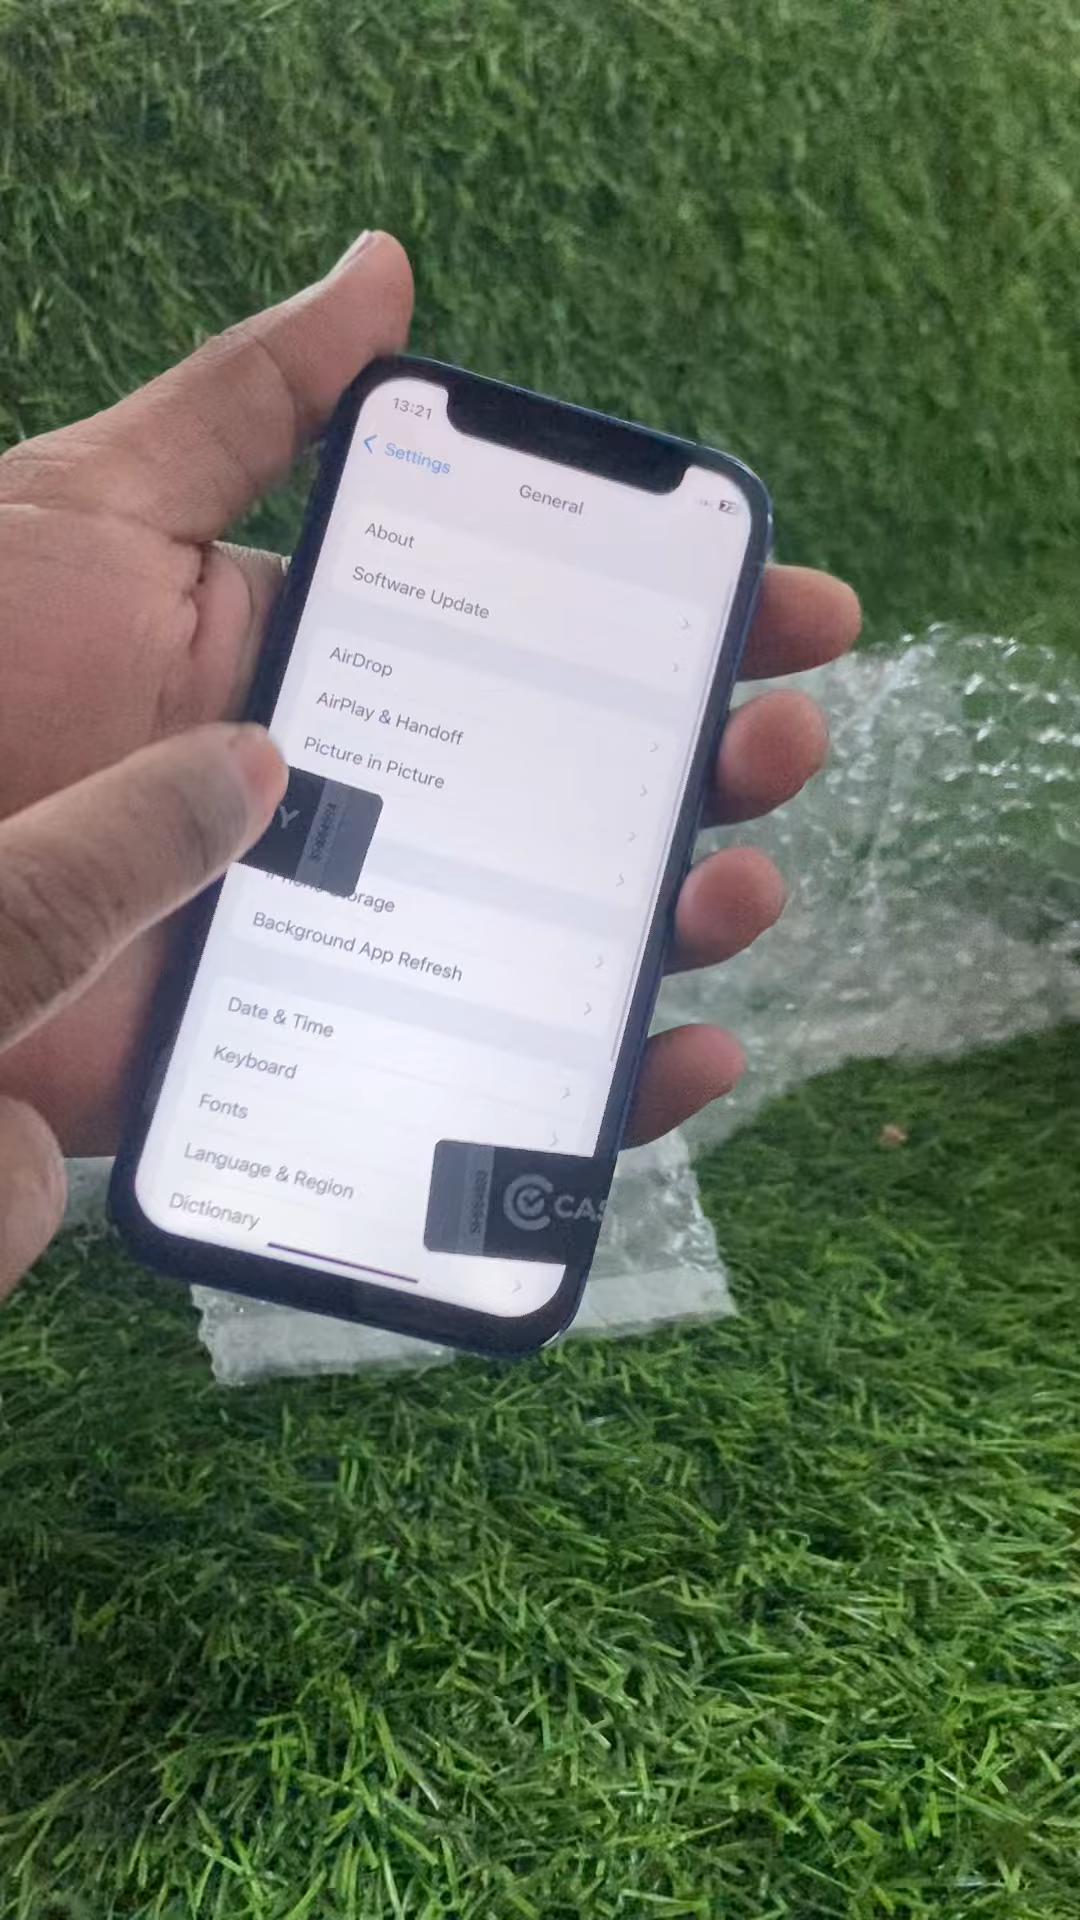 13:21
Settings
General
About
Software Update
AirDrop
AirPlay & Handoff
Picture in Picture
Background App Refresh
Date & Time
Keyboard
Fonts
Language & Region
Dictionary